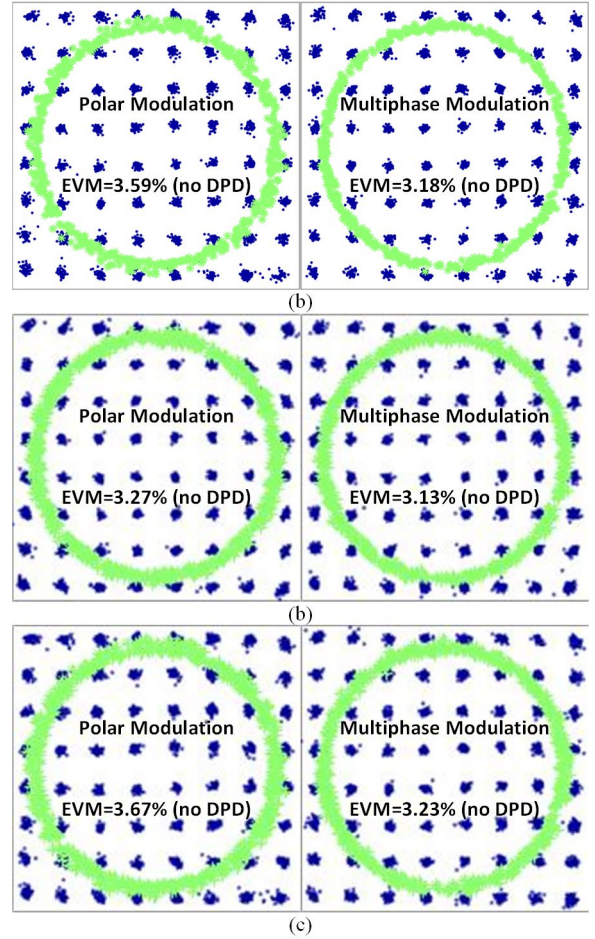 Polar Modulation
Multiphase Modulation
EVM=3.59% (no DPD)
EVM=3.18% (no DPD)
(b)
Polar Modulation
Multiphase Modulation
EVM=3.27% (no DPD)
EVM=3.13% (no DPD)
(b)
Polar Modulation
Multiphase Modulation
EVM=3.67% (no DPD)
EVM=3.23% (no DPD)
(c)